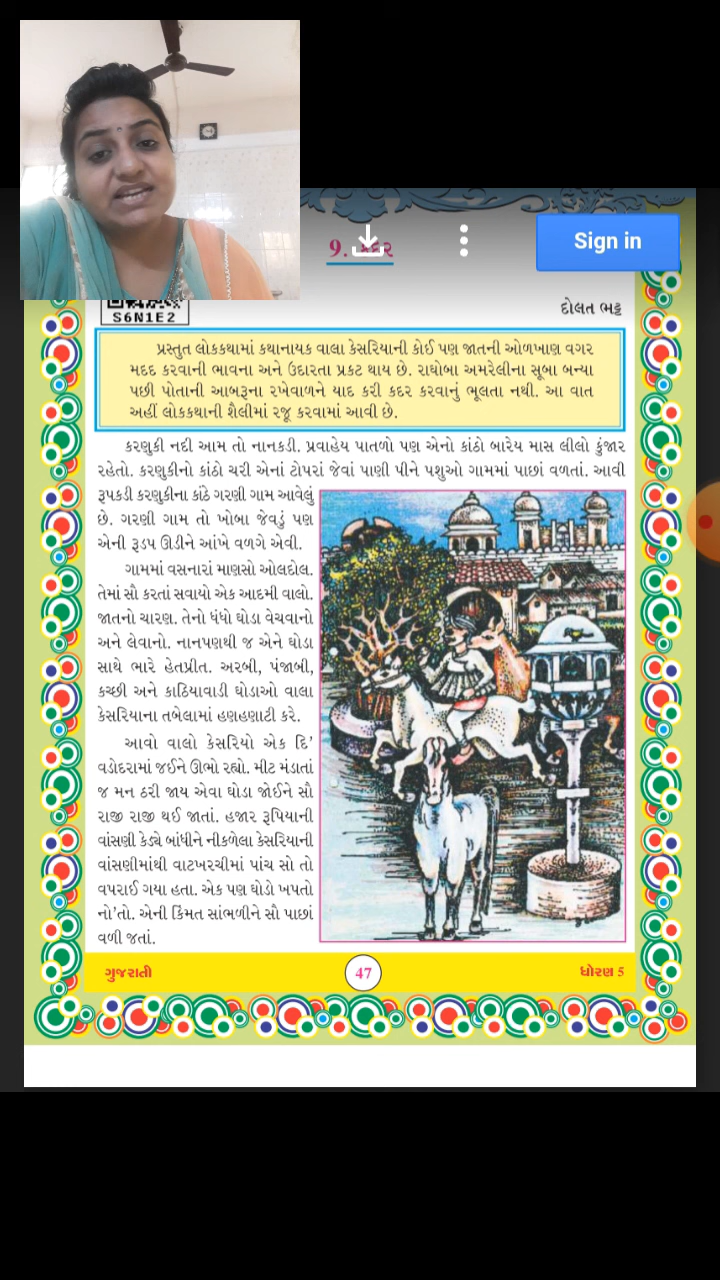 Sign in
9. કદર
S6N1E2
દોલત ભટ્ટ
પ્રસ્તુત લોકકથામાં કથાનાયક વાલા કેસરિયાની કોઈ પણ જાતની ઓળખાણ વગર
મદદ કરવાની ભાવના અને ઉદારતા પ્રકટ થાય છે. રાઘોબા અમરેલીના સૂબા બન્યા
પછી પોતાની આબરૂના રખેવાળને યાદ કરી કદર કરવાનું ભૂલતા નથી. આ વાત
અહીં લોકકથાની શૈલીમાં રજૂ કરવામાં આવી છે.
કરણુકી નદી આમ તો નાનકડી. પ્રવાહેય પાતળો પણ એનો કાંઠો બારેય માસ લીલો કુંજાર
રહેતો. કરણુકીનો કાંઠો ચરી એનાં ટોપરાં જેવાં પાણી પીને પશુઓ ગામમાં પાછાં વળતાં. આવી
રૂપકડી કરણુકીના કાંઠે ગરણી ગામ આવેલું
છે. ગરણી ગામ તો ખોબા જેવડું પણ
એની રૂડપ ઊડીને આંખે વળગે એવી.
ગામમાં વસનારાં માણસો ઓલદોલ.
તેમાં સૌ કરતાં સવાયો એક આદમી વાલો.
જાતનો ચારણ. તેનો ધંધો ઘોડા વેચવાનો
અને લેવાનો. નાનપણથી જ એને ઘોડા
સાથે ભારે હેતપ્રીત. અરબી, પંજાબી,
કચ્છી અને કાઠિયાવાડી ઘોડાઓ વાલા
કેસરિયાના તબેલામાં હણહણાટી કરે.
આવો વાલો કેસરિયો એક દિ'
વડોદરામાં જઈને ઊભો રહ્યો. મીટ મંડાતાં
જ મન ઠરી જાય એવા ઘોડા જોઈને સૌ
રાજી રાજી થઈ જાતાં. હજાર રૂપિયાની
વાંસણી કેડ્યે બાંધીને નીકળેલા કેસરિયાની
વાંસણીમાંથી વાટખરચીમાં પાંચ સો તો
વપરાઈ ગયા હતા. એક પણ ઘોડો ખપતો
નો'તો. એની કિંમત સાંભળીને સૌ પાછાં
વળી જતાં.
ગુજરાતી
47
ધોરણ 5